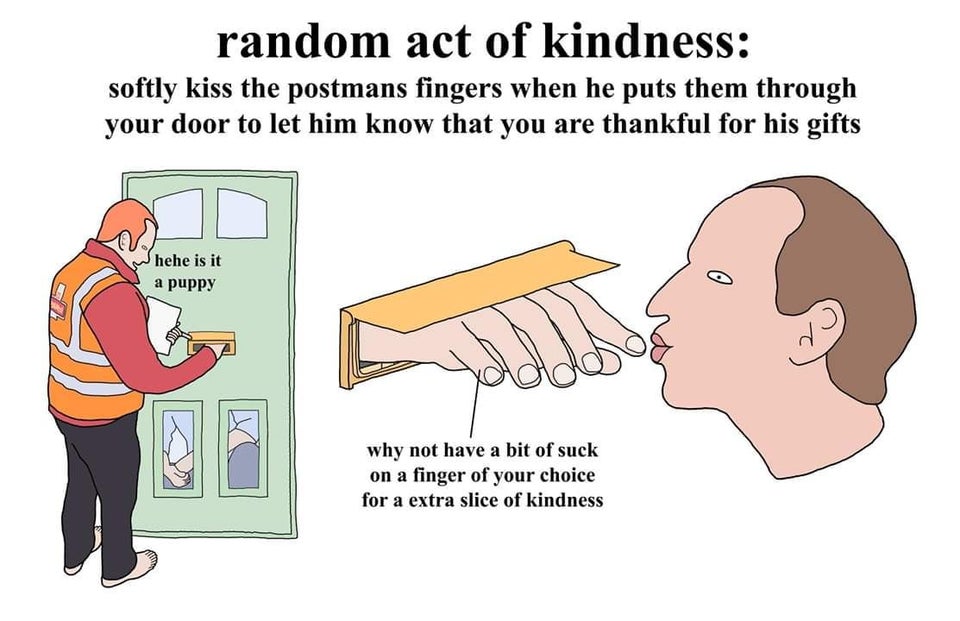 random act of kindness:
softly kiss the postmans fingers when he puts them through
your door to let him know that you are thankful for his gifts
hehe is it
a puppy
why not have a bit of suck
on a finger of your choice
for a extra slice of kindness